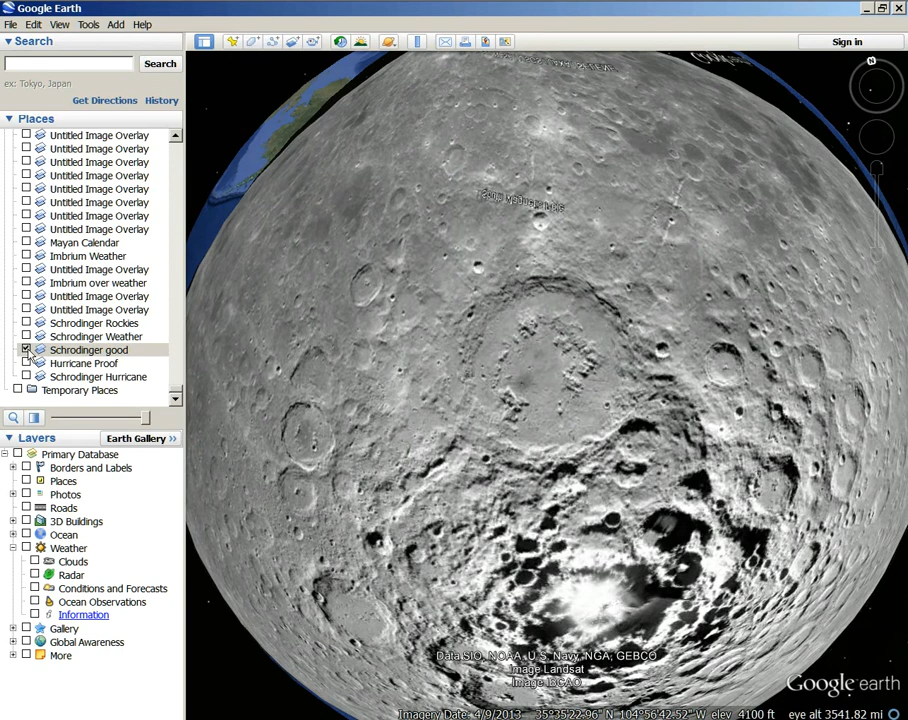 Google Earth
File Edit View Tools Add Help
Search
Sign in
Search
ex: Tokyo, Japan
Get Directions History
Places
Untitled Image Overlay
Untitled Image Overlay
Untitled Image Overlay
Untitled Image Overlay
Untitled Image Overlay
Untitled Image Overlay
Untitled Image Overlay
Untitled Image Overlay
Mayan Calendar
Imbrium Weather
Untitled Image Overlay
Imbrium over weather
Untitled Image Overlay
Untitled Image Overlay
Schrodinger Rockies
Schrodinger Weather
Schrodinger good
Hurricane Proof
Schrodinger Hurricane
Temporary Places
Layers
Earth Gallery >>
Primary Database
Borders and Labels
Places
Photos
Roads
3D Buildings
Ocean
Weather
Clouds
Radar
Conditions and Forecasts
Ocean Observations
Information
Gallery
Global Awareness
More
N
Data SIO, NOAA, U.S. Navy, NGA, GEBCO
Image Landsat
Image IBCAO
Google earth
Imagery Date: 4/9/2013 35°35'22.96" N 104°56'42.52" W elev 4100 ft eye alt 3541.82 mi